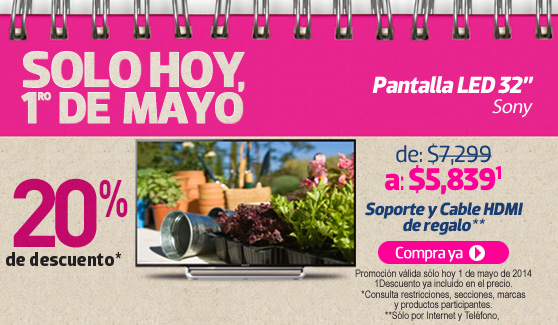 SOLO HOY,
1RO DE MAYO
Pantalla LED 32"
Sony
20%
de descuento*
de: $7,299
a: $5,839¹
Soporte y Cable HDMI
de regalo**
Compra ya
Promoción válida sólo hoy 1 de mayo de 2014
1Descuento ya incluido en el precio.
*Consulta restricciones, secciones, marcas
y productos participantes.
**Sólo por Internet y Teléfono,